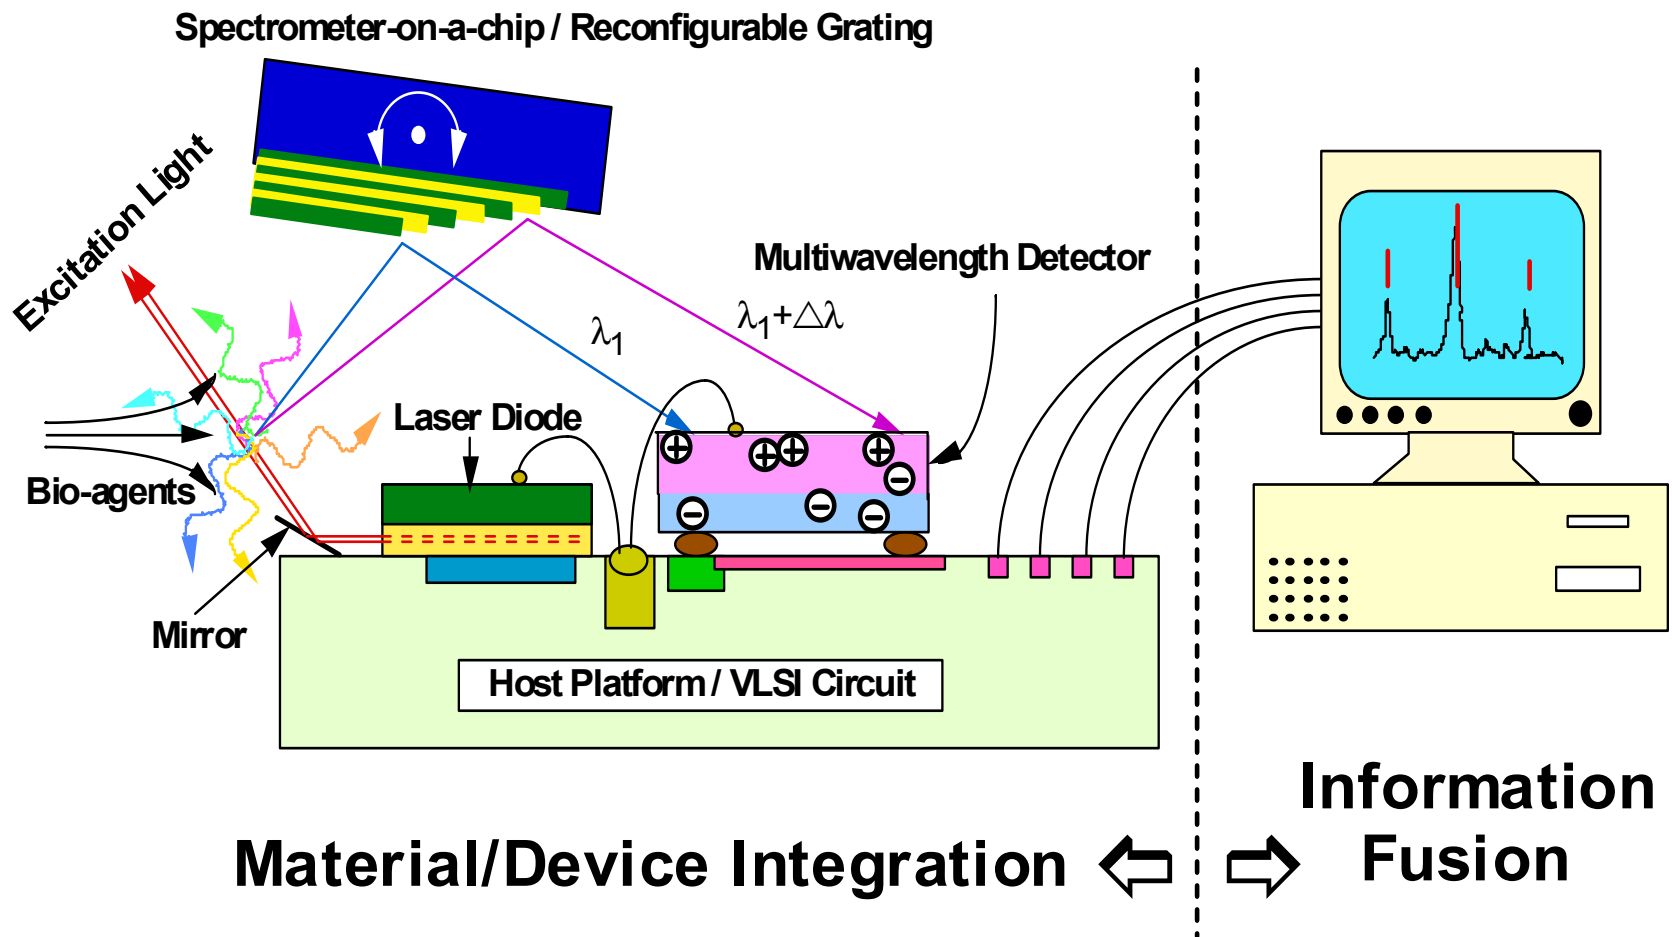 Spectrometer-on-a-chip / Reconfigurable Grating
Excitation Light
Multiwavelength Detector
λ1
λ1+△λ
Laser Diode
Bio-agents
Mirror
Host Platform / VLSI Circuit
Material/Device Integration
Information
Fusion